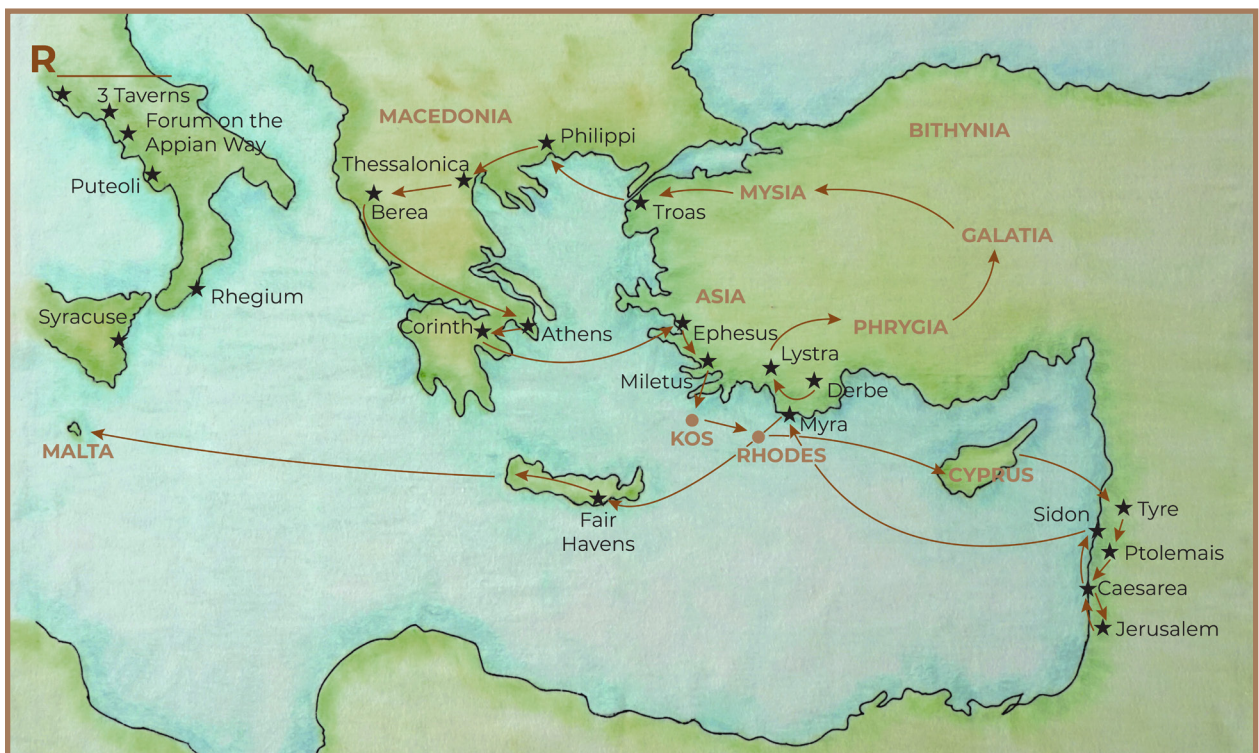 R
3 Taverns
Forum on the
Appian Way
Puteoli
Rhegium
Syracuse
MALTA
MACEDONIA
Philippi
Thessalonica
Berea
Corinth
Athens
Troas
MYSIA
BITHYNIA
GALATIA
ASIA
PHRYGIA
Ephesus
Lystra
Miletus
Derbe
Myra
KOS
RHODES
CYPRUS
Fair
Havens
Sidon
Tyre
Ptolemais
Caesarea
Jerusalem